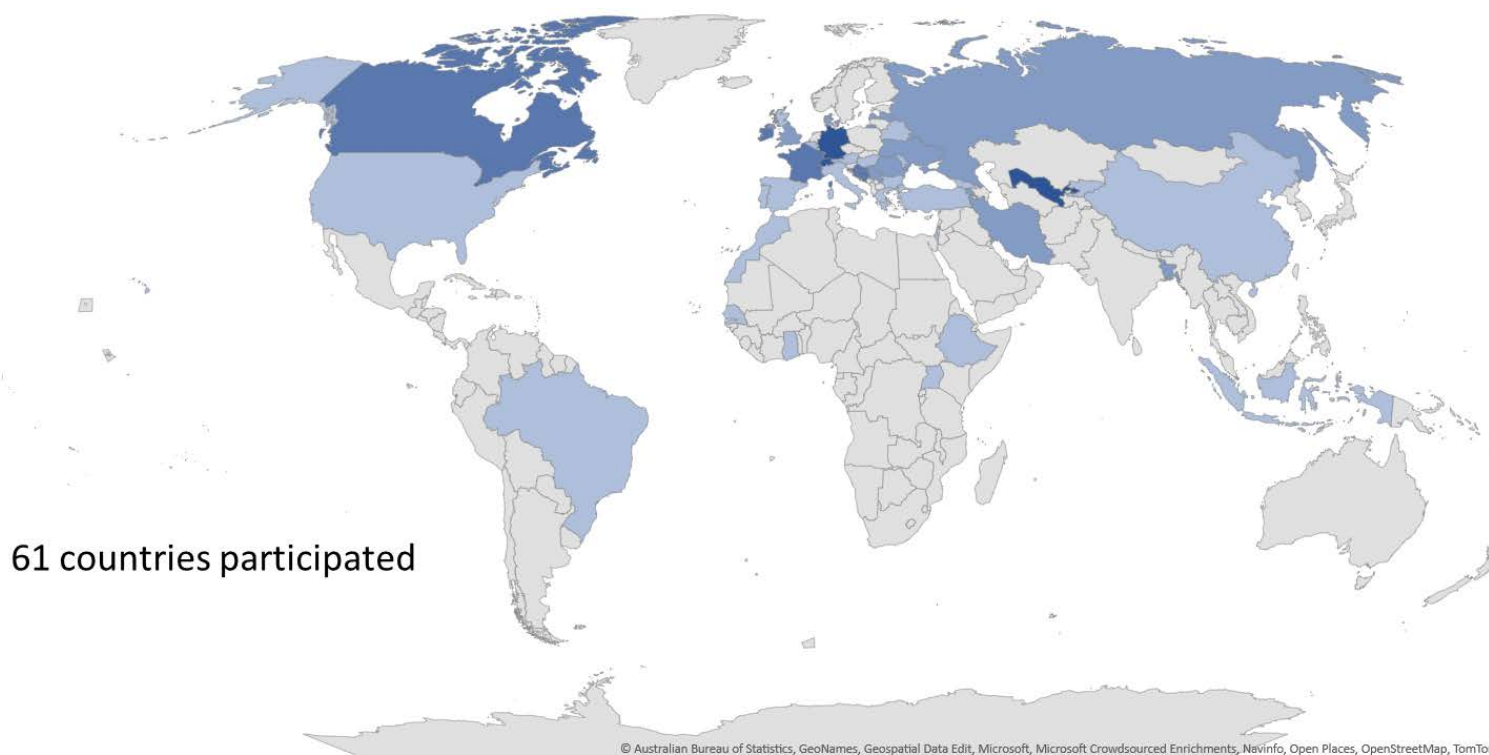 61 countries participated
© Australian Bureau of Statistics, GeoNames, Geospatial Data Edit, Microsoft, Microsoft Crowdsourced Enrichments, Navinfo, Open Places, OpenStreetMap, TomTo